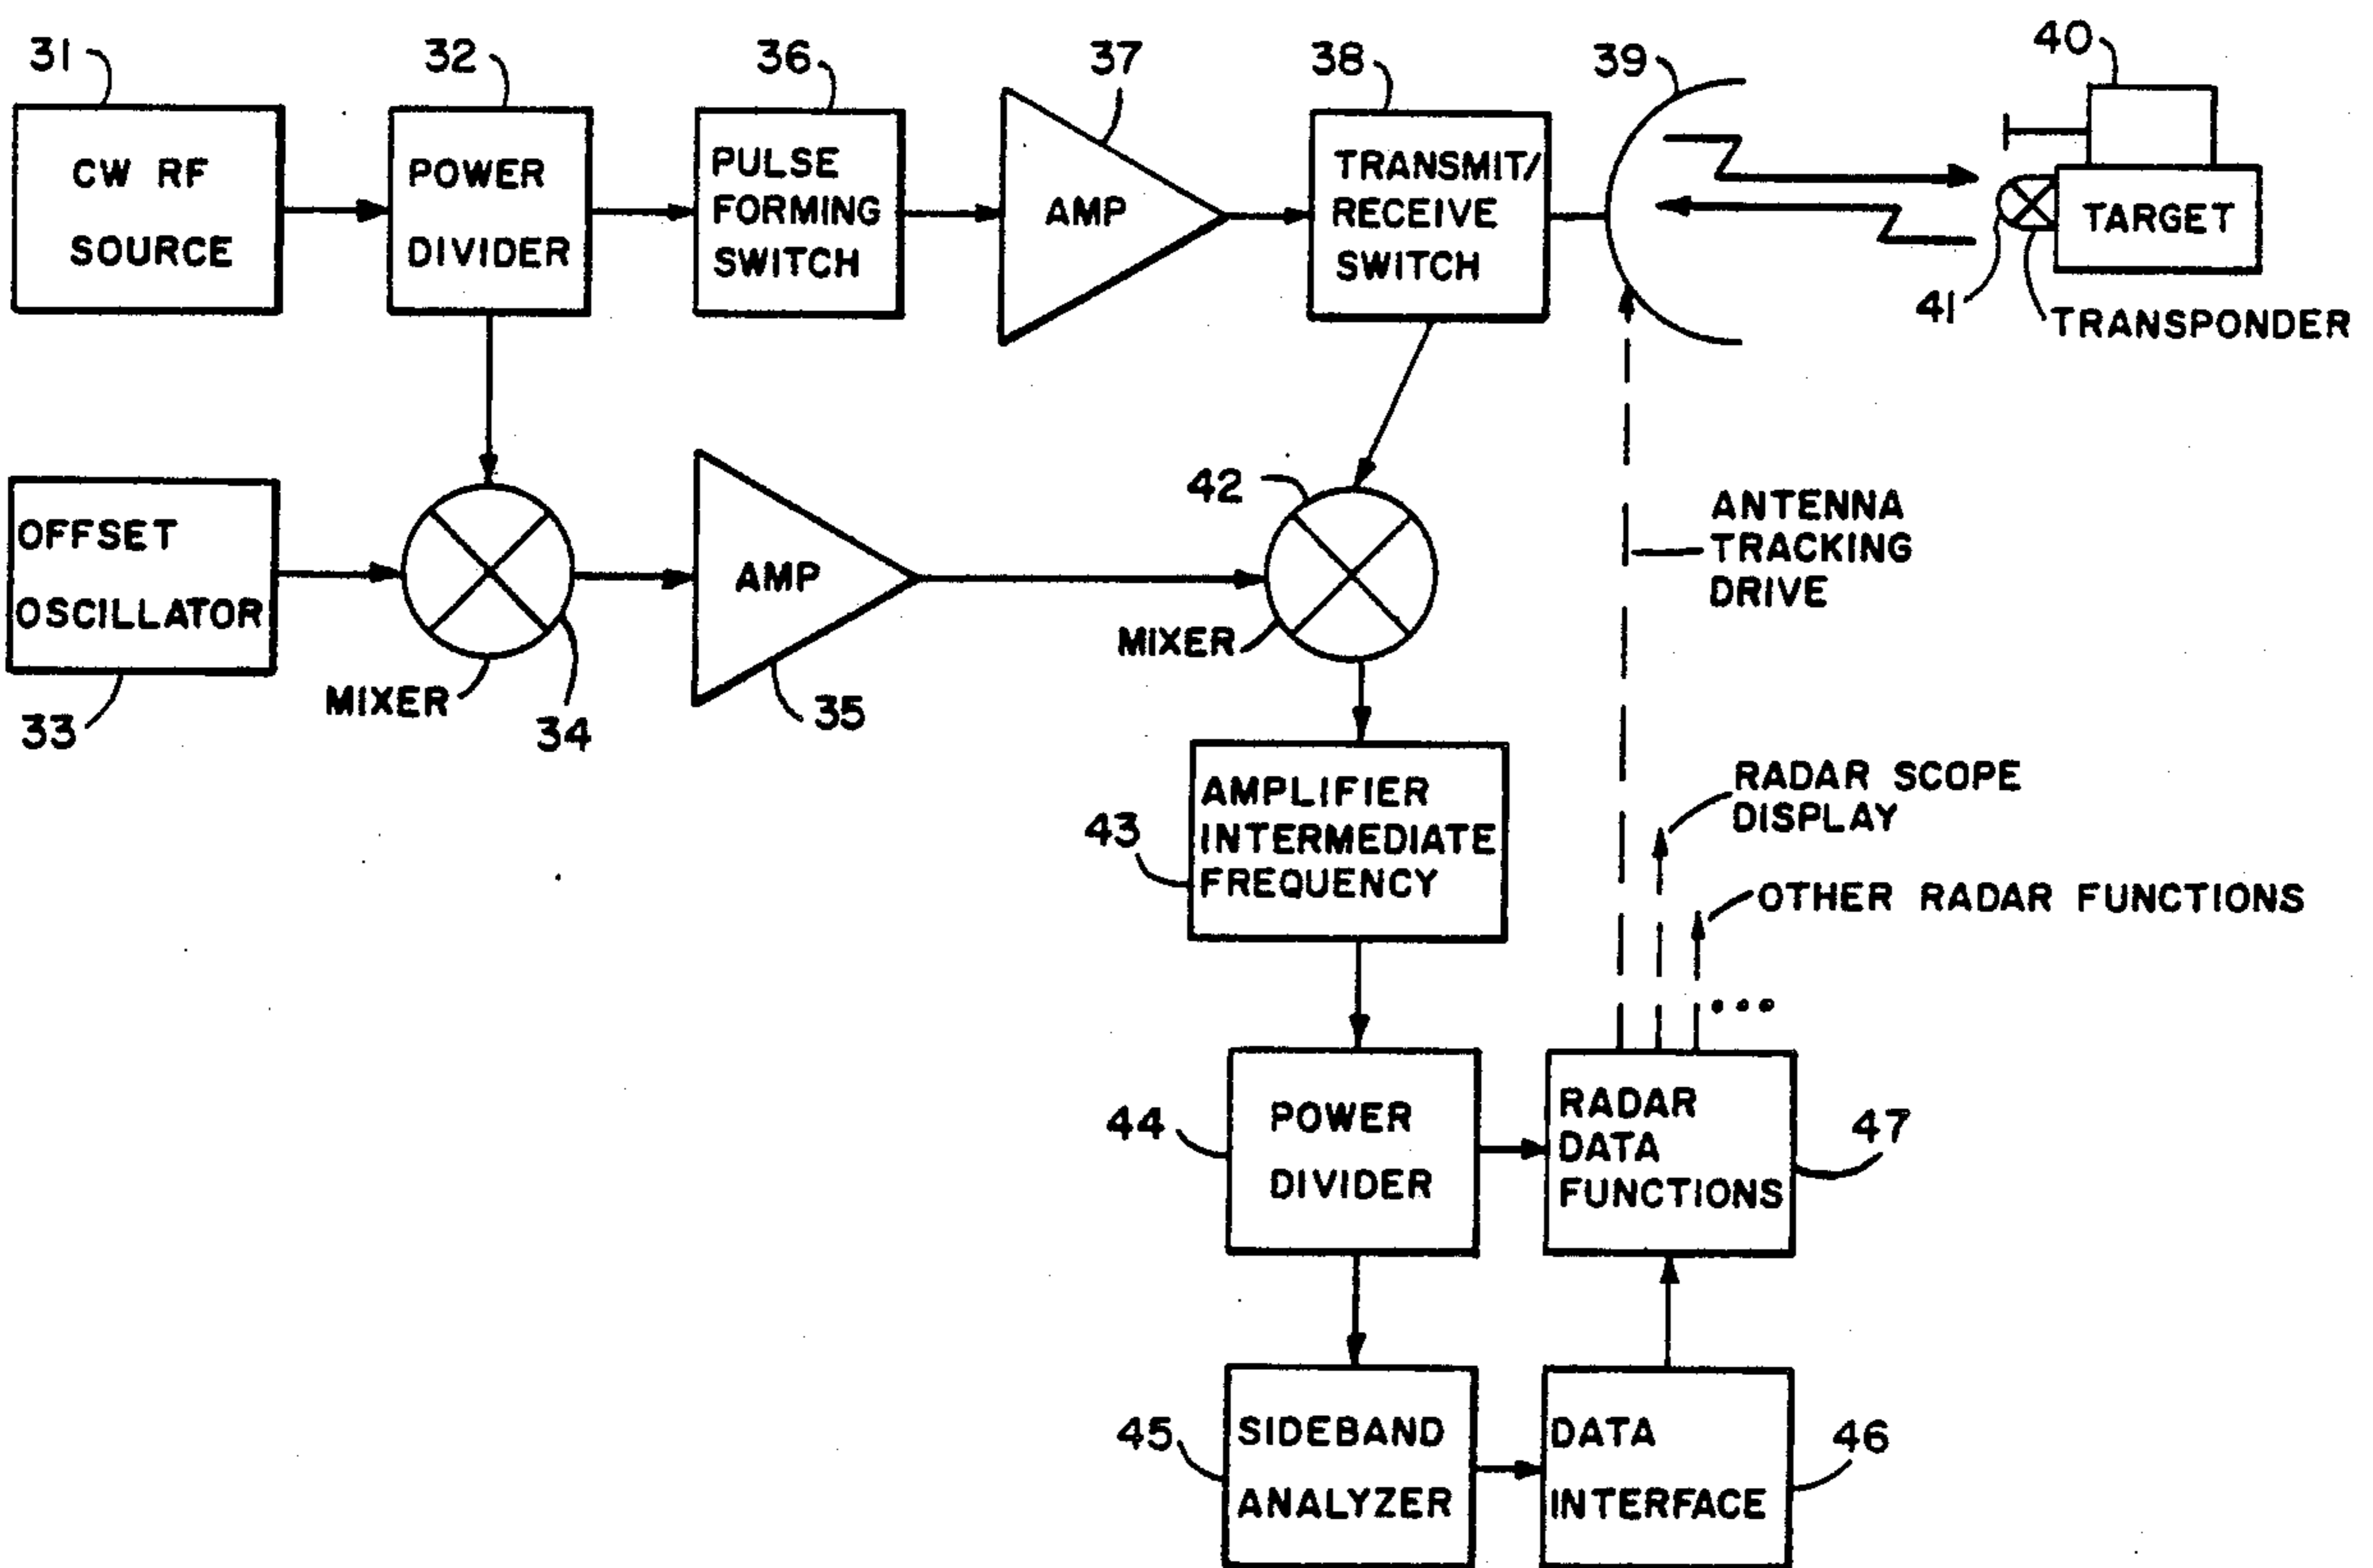 31
32
36
37
38
39
40
CW RF
SOURCE
POWER
DIVIDER
PULSE
FORMING
SWITCH
AMP
TRANSMIT/
RECEIVE
SWITCH
TARGET
41
TRANSPONDER
OFFSET
OSCILLATOR
33
MIXER
34
AMP
35
42
MIXER
ANTENNA
TRACKING
DRIVE
43
AMPLIFIER
INTERMEDIATE
FREQUENCY
RADAR SCOPE
DISPLAY
OTHER RADAR FUNCTIONS
44
POWER
DIVIDER
RADAR
DATA
FUNCTIONS
47
45
SIDEBAND
ANALYZER
DATA
INTERFACE
46